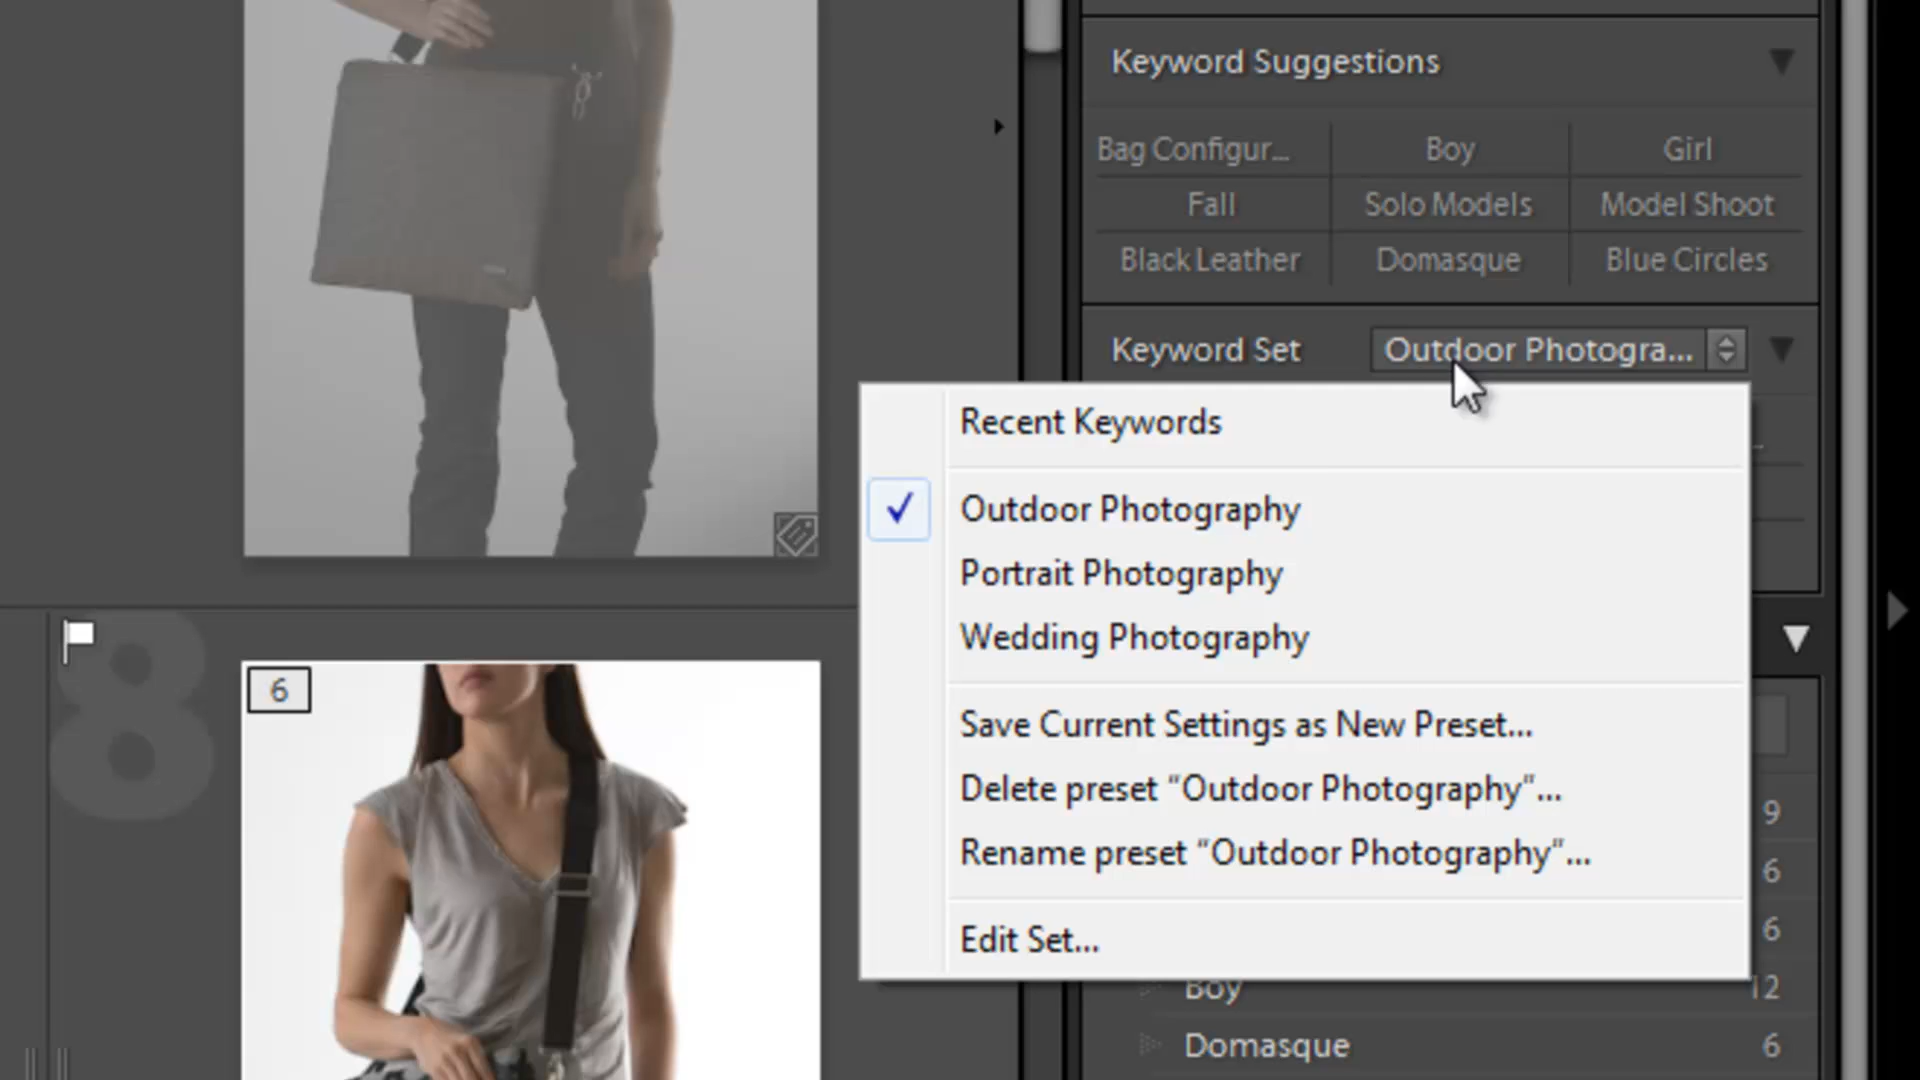 Keyword Suggestions
Bag Configur... Boy Girl
Fall Solo Models Model Shoot
Black Leather Domasque Blue Circles
Keyword Set Outdoor Photogra...
Recent Keywords
Outdoor Photography
Portrait Photography
Wedding Photography
Save Current Settings as New Preset...
Delete preset “Outdoor Photography”...
Rename preset “Outdoor Photography”...
Edit Set...
8
6
9
6
6
Boy 12
Domasque 6